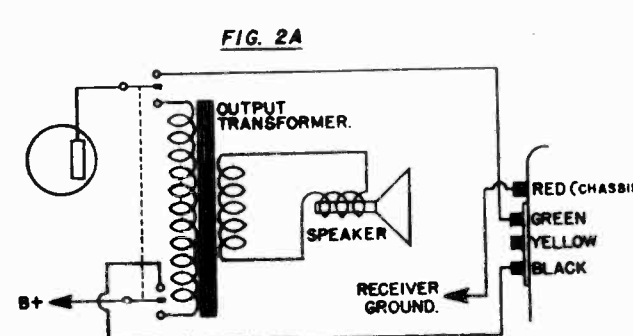 FIG. 2A
OUTPUT
TRANSFORMER.
RED (CHASSIS
GREEN
SPEAKER
YELLOW
BLACK
RECEIVER
GROUND.
B+